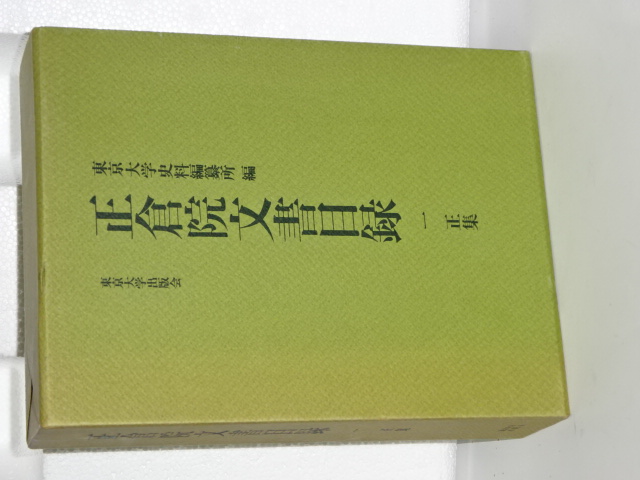 東京大学史料編纂所編
正倉院文書目録 一 正集
東京大学出版会